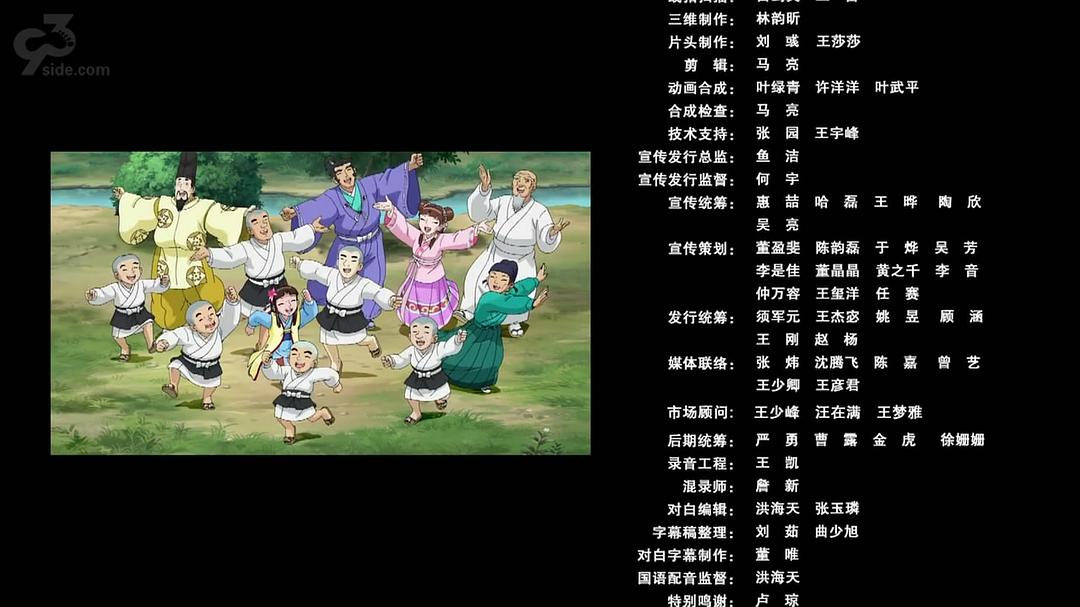 93
side.com
三维制作： 林韵昕
片头制作： 刘 彧 王莎莎
剪 辑： 马 亮
动画合成： 叶绿青 许洋洋 叶武平
合成检查： 马 亮
技术支持： 张 园 王宇峰
宣传发行总监： 鱼 洁
宣传发行监督： 何 宇
宣传统筹： 惠 喆 哈 磊 王 晔 陶 欣
吴 亮
宣传策划： 董盈斐 陈韵磊 于 烨 吴 芳
李是佳 董晶晶 黄之千 李 音
仲万容 王玺洋 任 赛
发行统筹： 须军元 王杰宓 姚 昱 顾 涵
王 刚 赵 杨
媒体联络： 张 炜 沈腾飞 陈 嘉 曾 艺
王少卿 王彦君
市场顾问： 王少峰 汪在满 王梦雅
后期统筹： 严 勇 曹 露 金 虎 徐姗姗
录音工程： 王 凯
混录师： 詹 新
对白编辑： 洪海天 张玉璘
字幕稿整理： 刘 茹 曲少旭
对白字幕制作： 董 唯
国语配音监督： 洪海天
特别鸣谢： 卢 琼